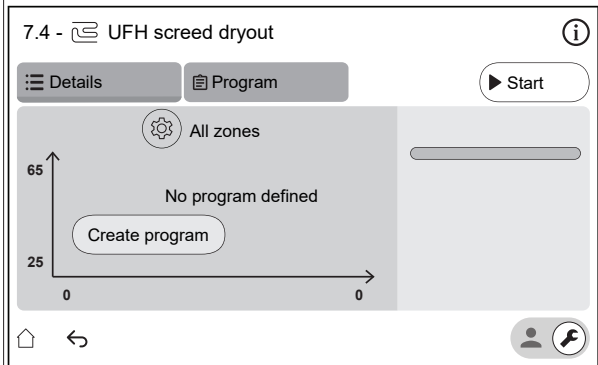 7.4 - UFH screed dryout
Details
Program
Start
All zones
65
No program defined
Create program
25
0
0